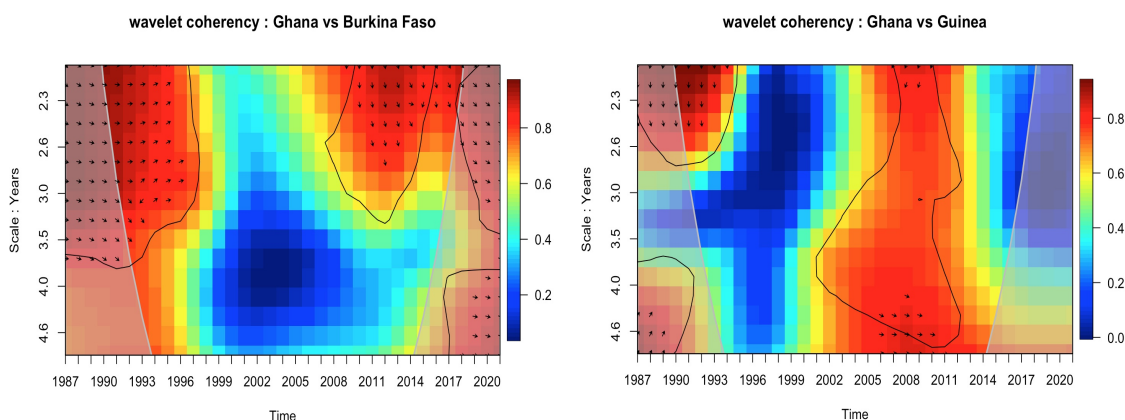 wavelet coherency : Ghana vs Burkina Faso
2.3
2.6
3.0
3.5
4.0
4.6
Scale : Years
0.8
0.6
0.4
0.2
1987 1990 1993 1996 1999 2002 2005 2008 2011 2014 2017 2020
Time
wavelet coherency : Ghana vs Guinea
2.3
2.6
3.0
3.5
4.0
4.6
Scale : Years
0.8
0.6
0.4
0.2
0.0
1987 1990 1993 1996 1999 2002 2005 2008 2011 2014 2017 2020
Time